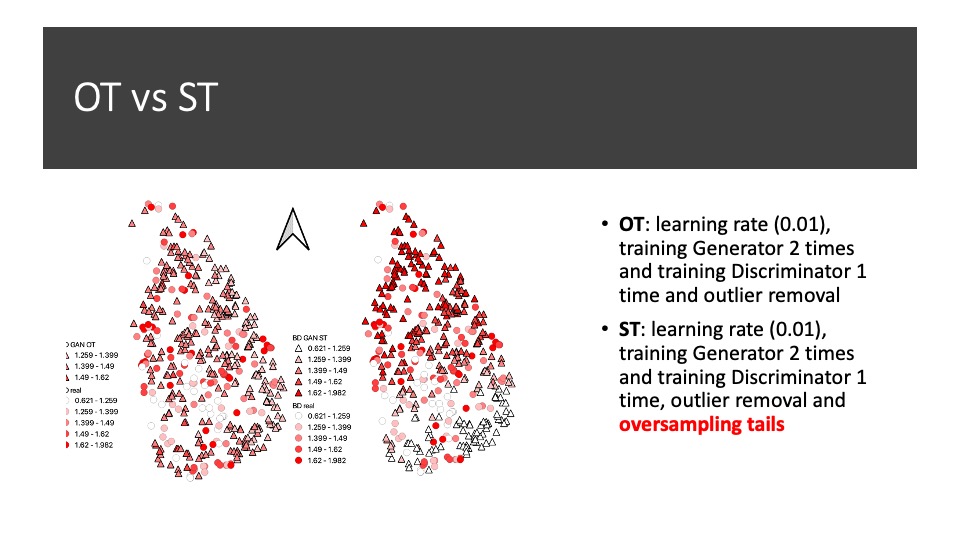 OT vs ST
GAN OT
1.259 - 1.399
1.399 - 1.49
1.49 - 1.62
real
0.621 - 1.259
1.259 - 1.399
1.399 - 1.49
1.49 - 1.62
1.62 - 1.982
BD GAN ST
0.621 - 1.259
1.259 - 1.399
1.399 - 1.49
1.49 - 1.62
1.62 - 1.982
BD real
0.621 - 1.259
1.259 - 1.399
1.399 - 1.49
1.49 - 1.62
1.62 - 1.982
• OT: learning rate (0.01),
training Generator 2 times
and training Discriminator 1
time and outlier removal
• ST: learning rate (0.01),
training Generator 2 times
and training Discriminator 1
time, outlier removal and
oversampling tails